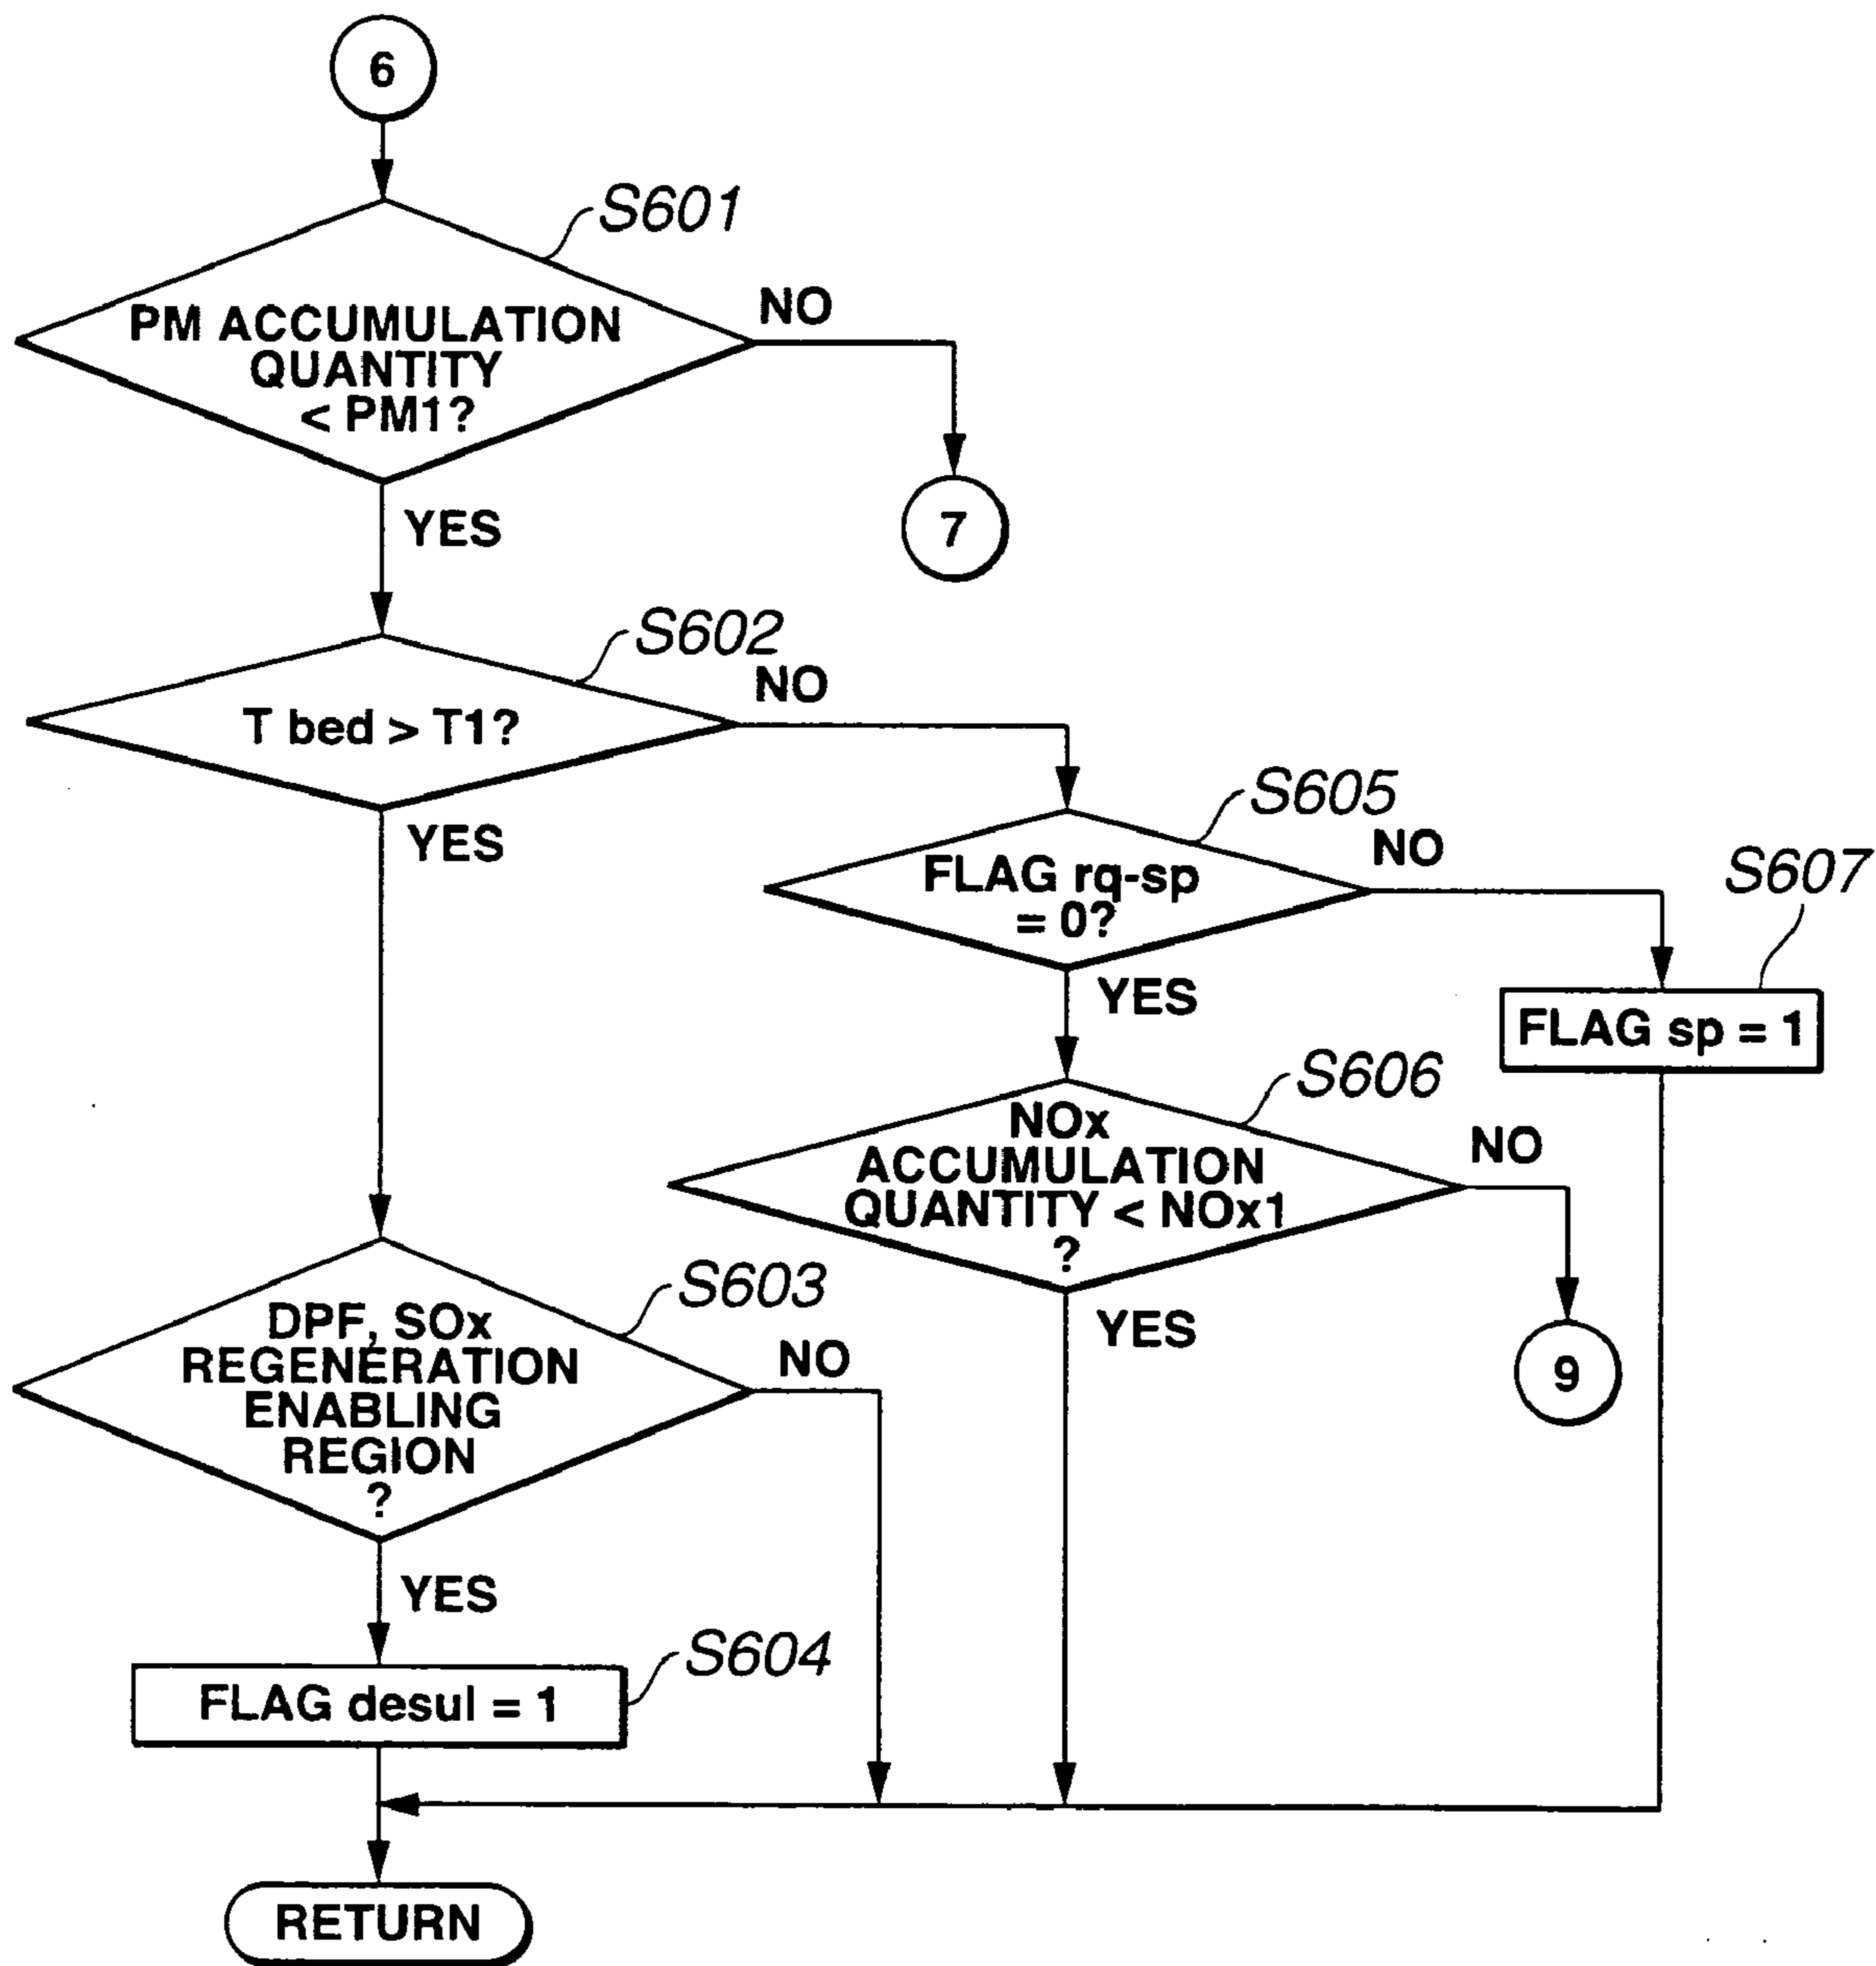 6
S601
PM ACCUMULATION
QUANTITY
< PM1?
NO
7
YES
S602
T bed > T1?
NO
YES
S605
FLAG rq-sp
= 0?
NO
S607
FLAG sp = 1
YES
S606
NOx
ACCUMULATION
QUANTITY < NOx1
?
NO
9
YES
S603
DPF, SOx
REGENERATION
ENABLING
REGION
?
NO
YES
S604
FLAG desul = 1
RETURN